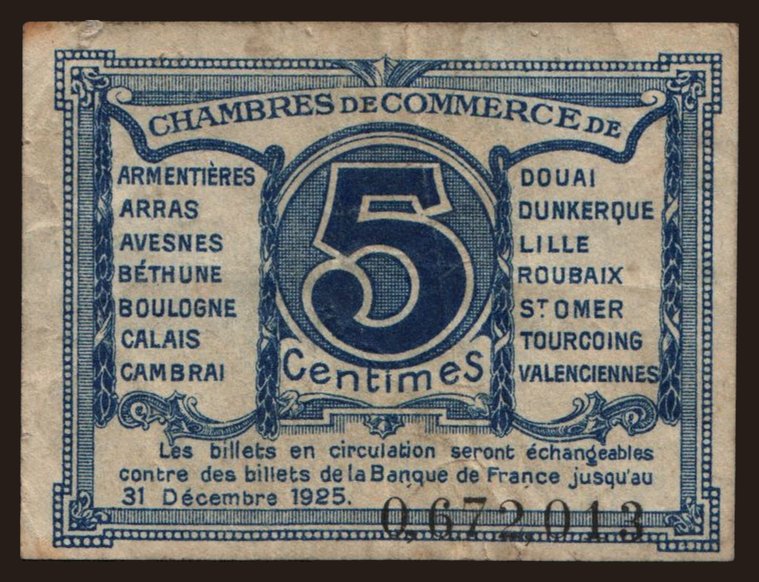 CHAMBRES DE COMMERCE DE
ARMENTIÈRES
ARRAS
AVESNES
BÉTHUNE
BOULOGNE
CALAIS
CAMBRAI
5
Centimes
DOUAI
DUNKERQUE
LILLE
ROUBAIX
ST OMER
TOURCOING
VALENCIENNES
Les billets en circulation seront échangeables
contre des billets de la Banque de France jusqu'au
31 Décembre 1925.
0,672,013